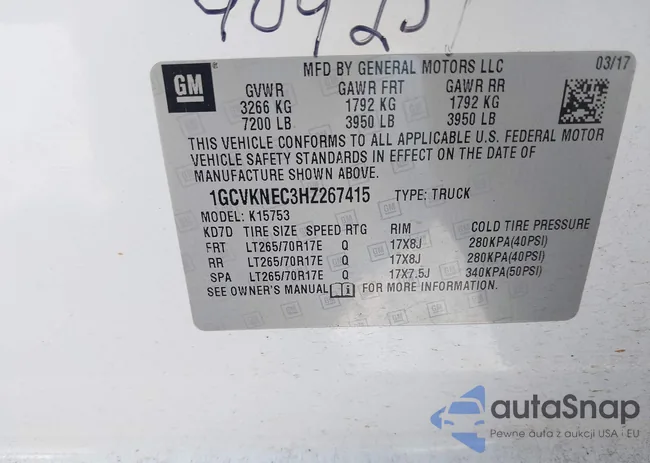 GM
MFD BY GENERAL MOTORS LLC 03/17
GVWR GAWR FRT GAWR RR
3266 KG 1792 KG 1792 KG
7200 LB 3950 LB 3950 LB
THIS VEHICLE CONFORMS TO ALL APPLICABLE U.S. FEDERAL MOTOR
VEHICLE SAFETY STANDARDS IN EFFECT ON THE DATE OF
MANUFACTURE SHOWN ABOVE.
1GCVKNEC3HZ267415 TYPE: TRUCK
MODEL: K15753
KD7D TIRE SIZE SPEED RTG RIM COLD TIRE PRESSURE
FRT LT265/70R17E Q 17X8J 280KPA(40PSI)
RR LT265/70R17E Q 17X8J 280KPA(40PSI)
SPA LT265/70R17E Q 17X7.5J 340KPA(50PSI)
SEE OWNER'S MANUAL FOR MORE INFORMATION.
autaSnap
Pewne auta z aukcji USA · EU